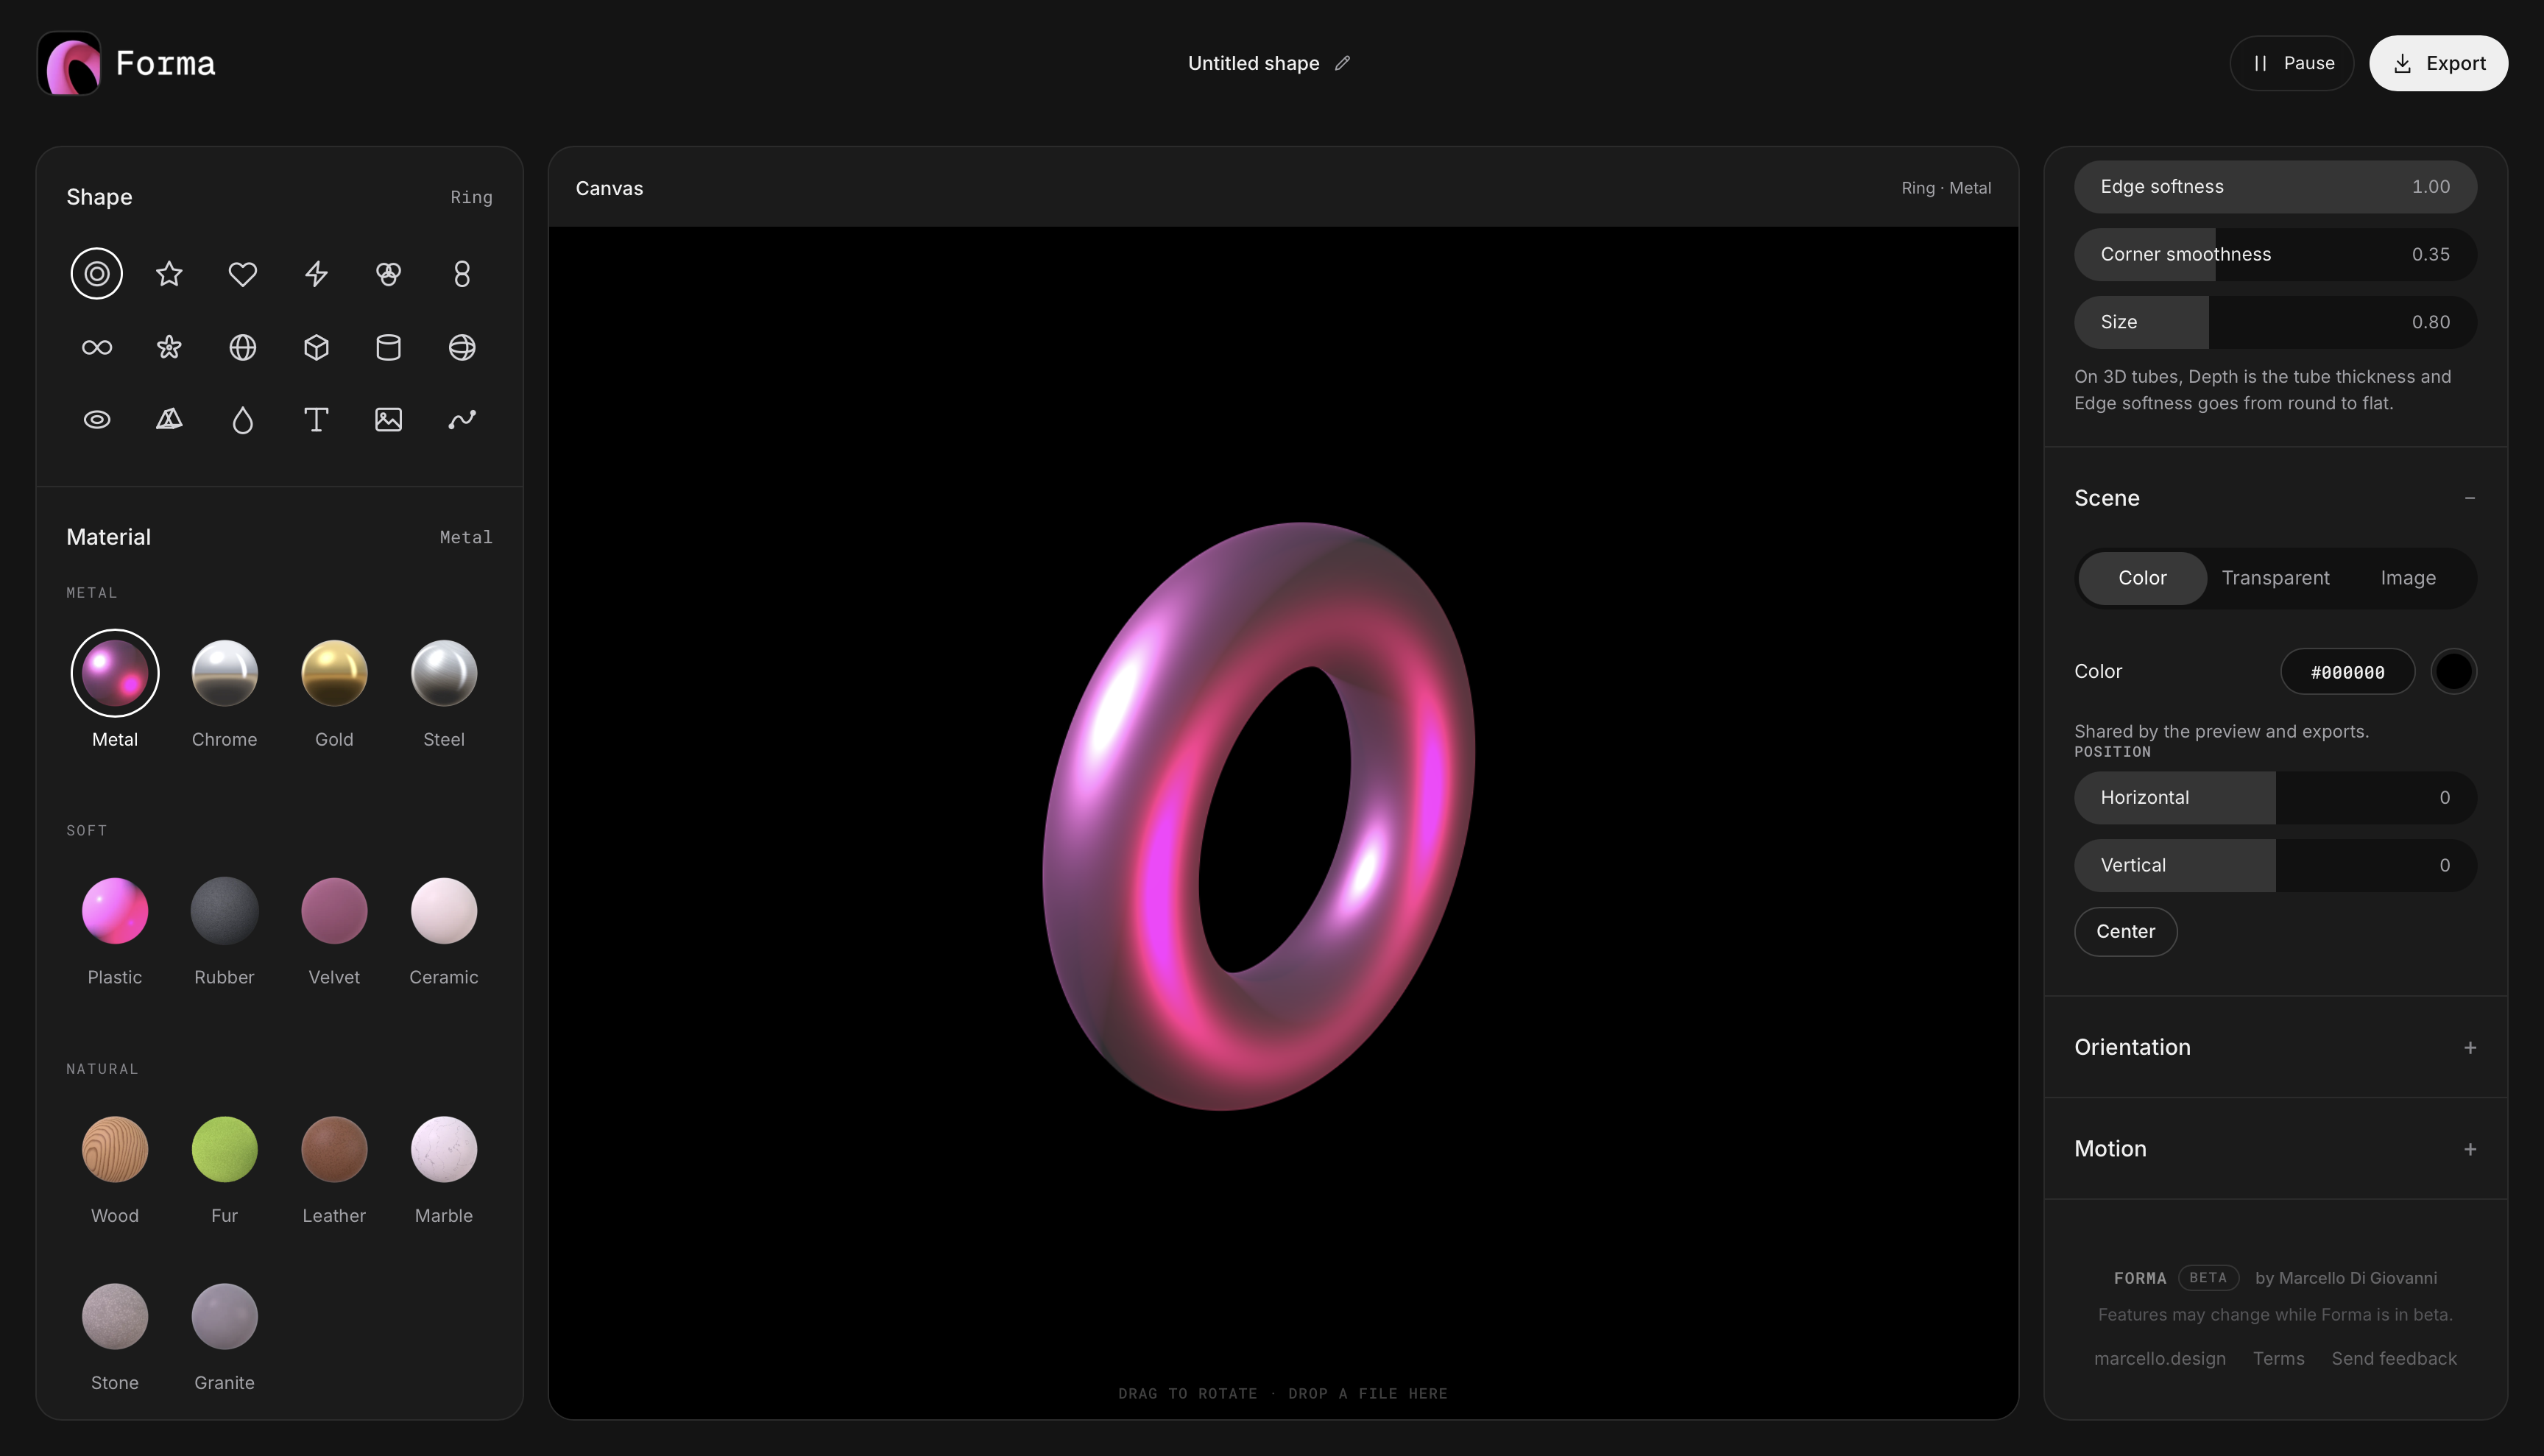 Forma
Untitled shape
Pause
Export
Shape
Ring
Material
Metal
METAL
Metal
Chrome
Gold
Steel
SOFT
Plastic
Rubber
Velvet
Ceramic
NATURAL
Wood
Fur
Leather
Marble
Stone
Granite
Canvas
Ring · Metal
DRAG TO ROTATE · DROP A FILE HERE
Edge softness 1.00
Corner smoothness 0.35
Size 0.80
On 3D tubes, Depth is the tube thickness and
Edge softness goes from round to flat.
Scene
Color
Transparent
Image
Color
#000000
Shared by the preview and exports.
POSITION
Horizontal 0
Vertical 0
Center
Orientation
Motion
FORMA BETA by Marcello Di Giovanni
Features may change while Forma is in beta.
marcello.design Terms Send feedback